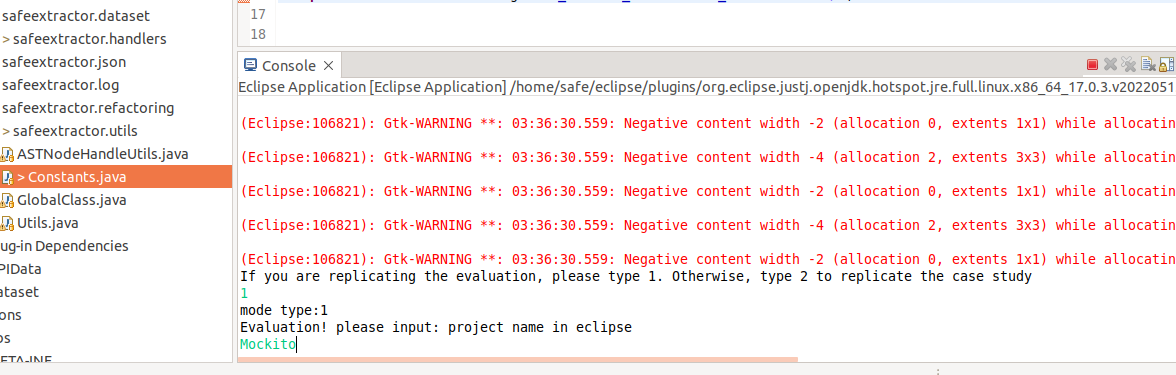 safeextractor.dataset
> safeextractor.handlers
safeextractor.json
safeextractor.log
safeextractor.refactoring
> safeextractor.utils
ASTNodeHandleUtils.java
> Constants.java
GlobalClass.java
Utils.java
ug-in Dependencies
PIData
ataset
ons
os
ETA-INF
17
18
Console
Eclipse Application [Eclipse Application] /home/safe/eclipse/plugins/org.eclipse.justj.openjdk.hotspot.jre.full.linux.x86_64_17.0.3.v2022051
(Eclipse:106821): Gtk-WARNING **: 03:36:30.559: Negative content width -2 (allocation 0, extents 1x1) while allocatin
(Eclipse:106821): Gtk-WARNING **: 03:36:30.559: Negative content width -4 (allocation 2, extents 3x3) while allocatin
(Eclipse:106821): Gtk-WARNING **: 03:36:30.559: Negative content width -2 (allocation 0, extents 1x1) while allocatin
(Eclipse:106821): Gtk-WARNING **: 03:36:30.559: Negative content width -4 (allocation 2, extents 3x3) while allocatin
(Eclipse:106821): Gtk-WARNING **: 03:36:30.559: Negative content width -2 (allocation 0, extents 1x1) while allocatin
If you are replicating the evaluation, please type 1. Otherwise, type 2 to replicate the case study
1
mode type:1
Evaluation! please input: project name in eclipse
Mockito